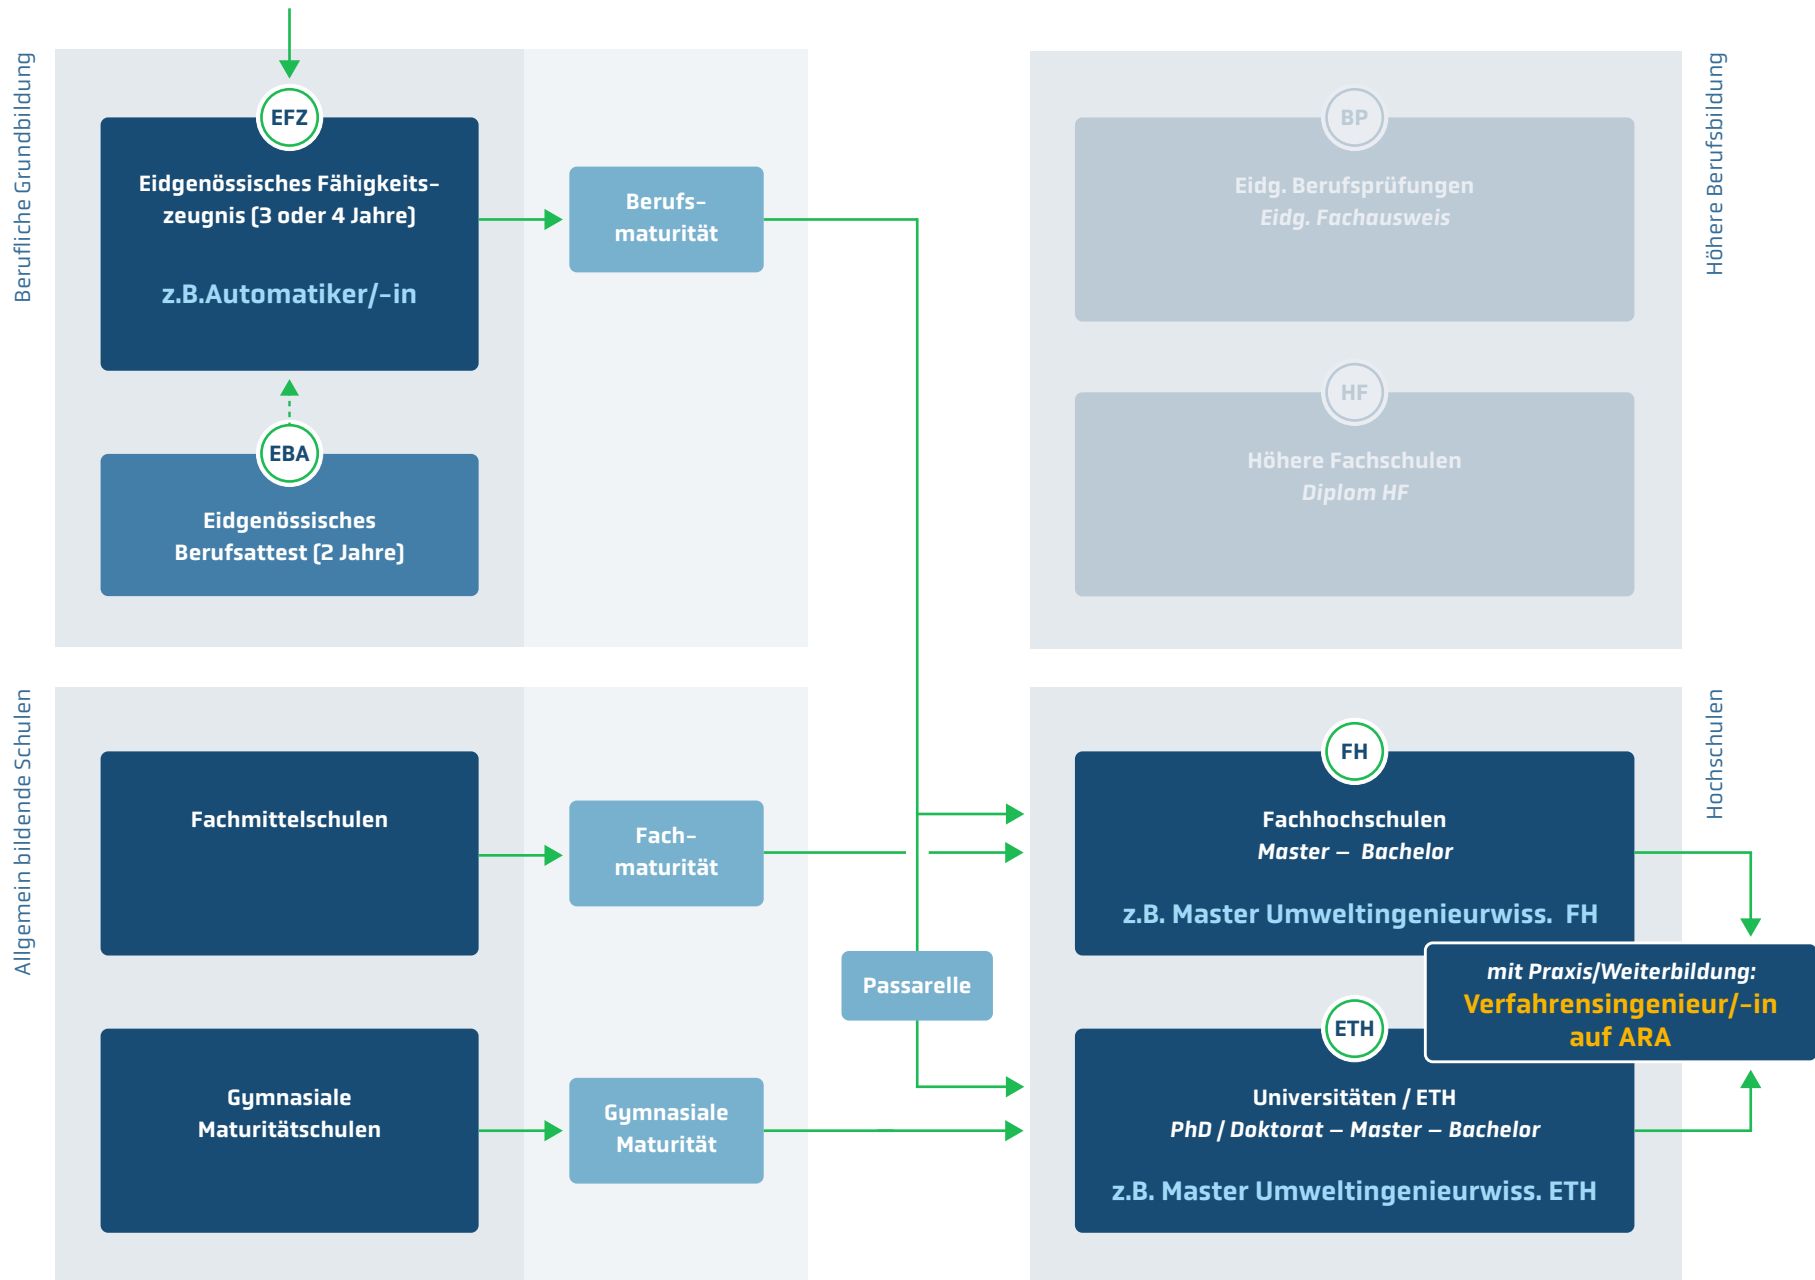 Berufliche Grundbildung
EFZ
Eidgenössisches Fähigkeits-
zeugnis (3 oder 4 Jahre)
z.B.Automatiker/-in
Berufs-
maturität
EBA
Eidgenössisches
Berufsattest (2 Jahre)
Höhere Berufsbildung
BP
Eidg. Berufsprüfungen
Eidg. Fachausweis
HF
Höhere Fachschulen
Diplom HF
Allgemein bildende Schulen
Fachmittelschulen
Fach-
maturität
Passarelle
Gymnasiale
Maturitätschulen
Gymnasiale
Maturität
Hochschulen
FH
Fachhochschulen
Master – Bachelor
z.B. Master Umweltingenieurwiss. FH
mit Praxis/Weiterbildung:
Verfahrensingenieur/-in
auf ARA
ETH
Universitäten / ETH
PhD / Doktorat – Master – Bachelor
z.B. Master Umweltingenieurwiss. ETH